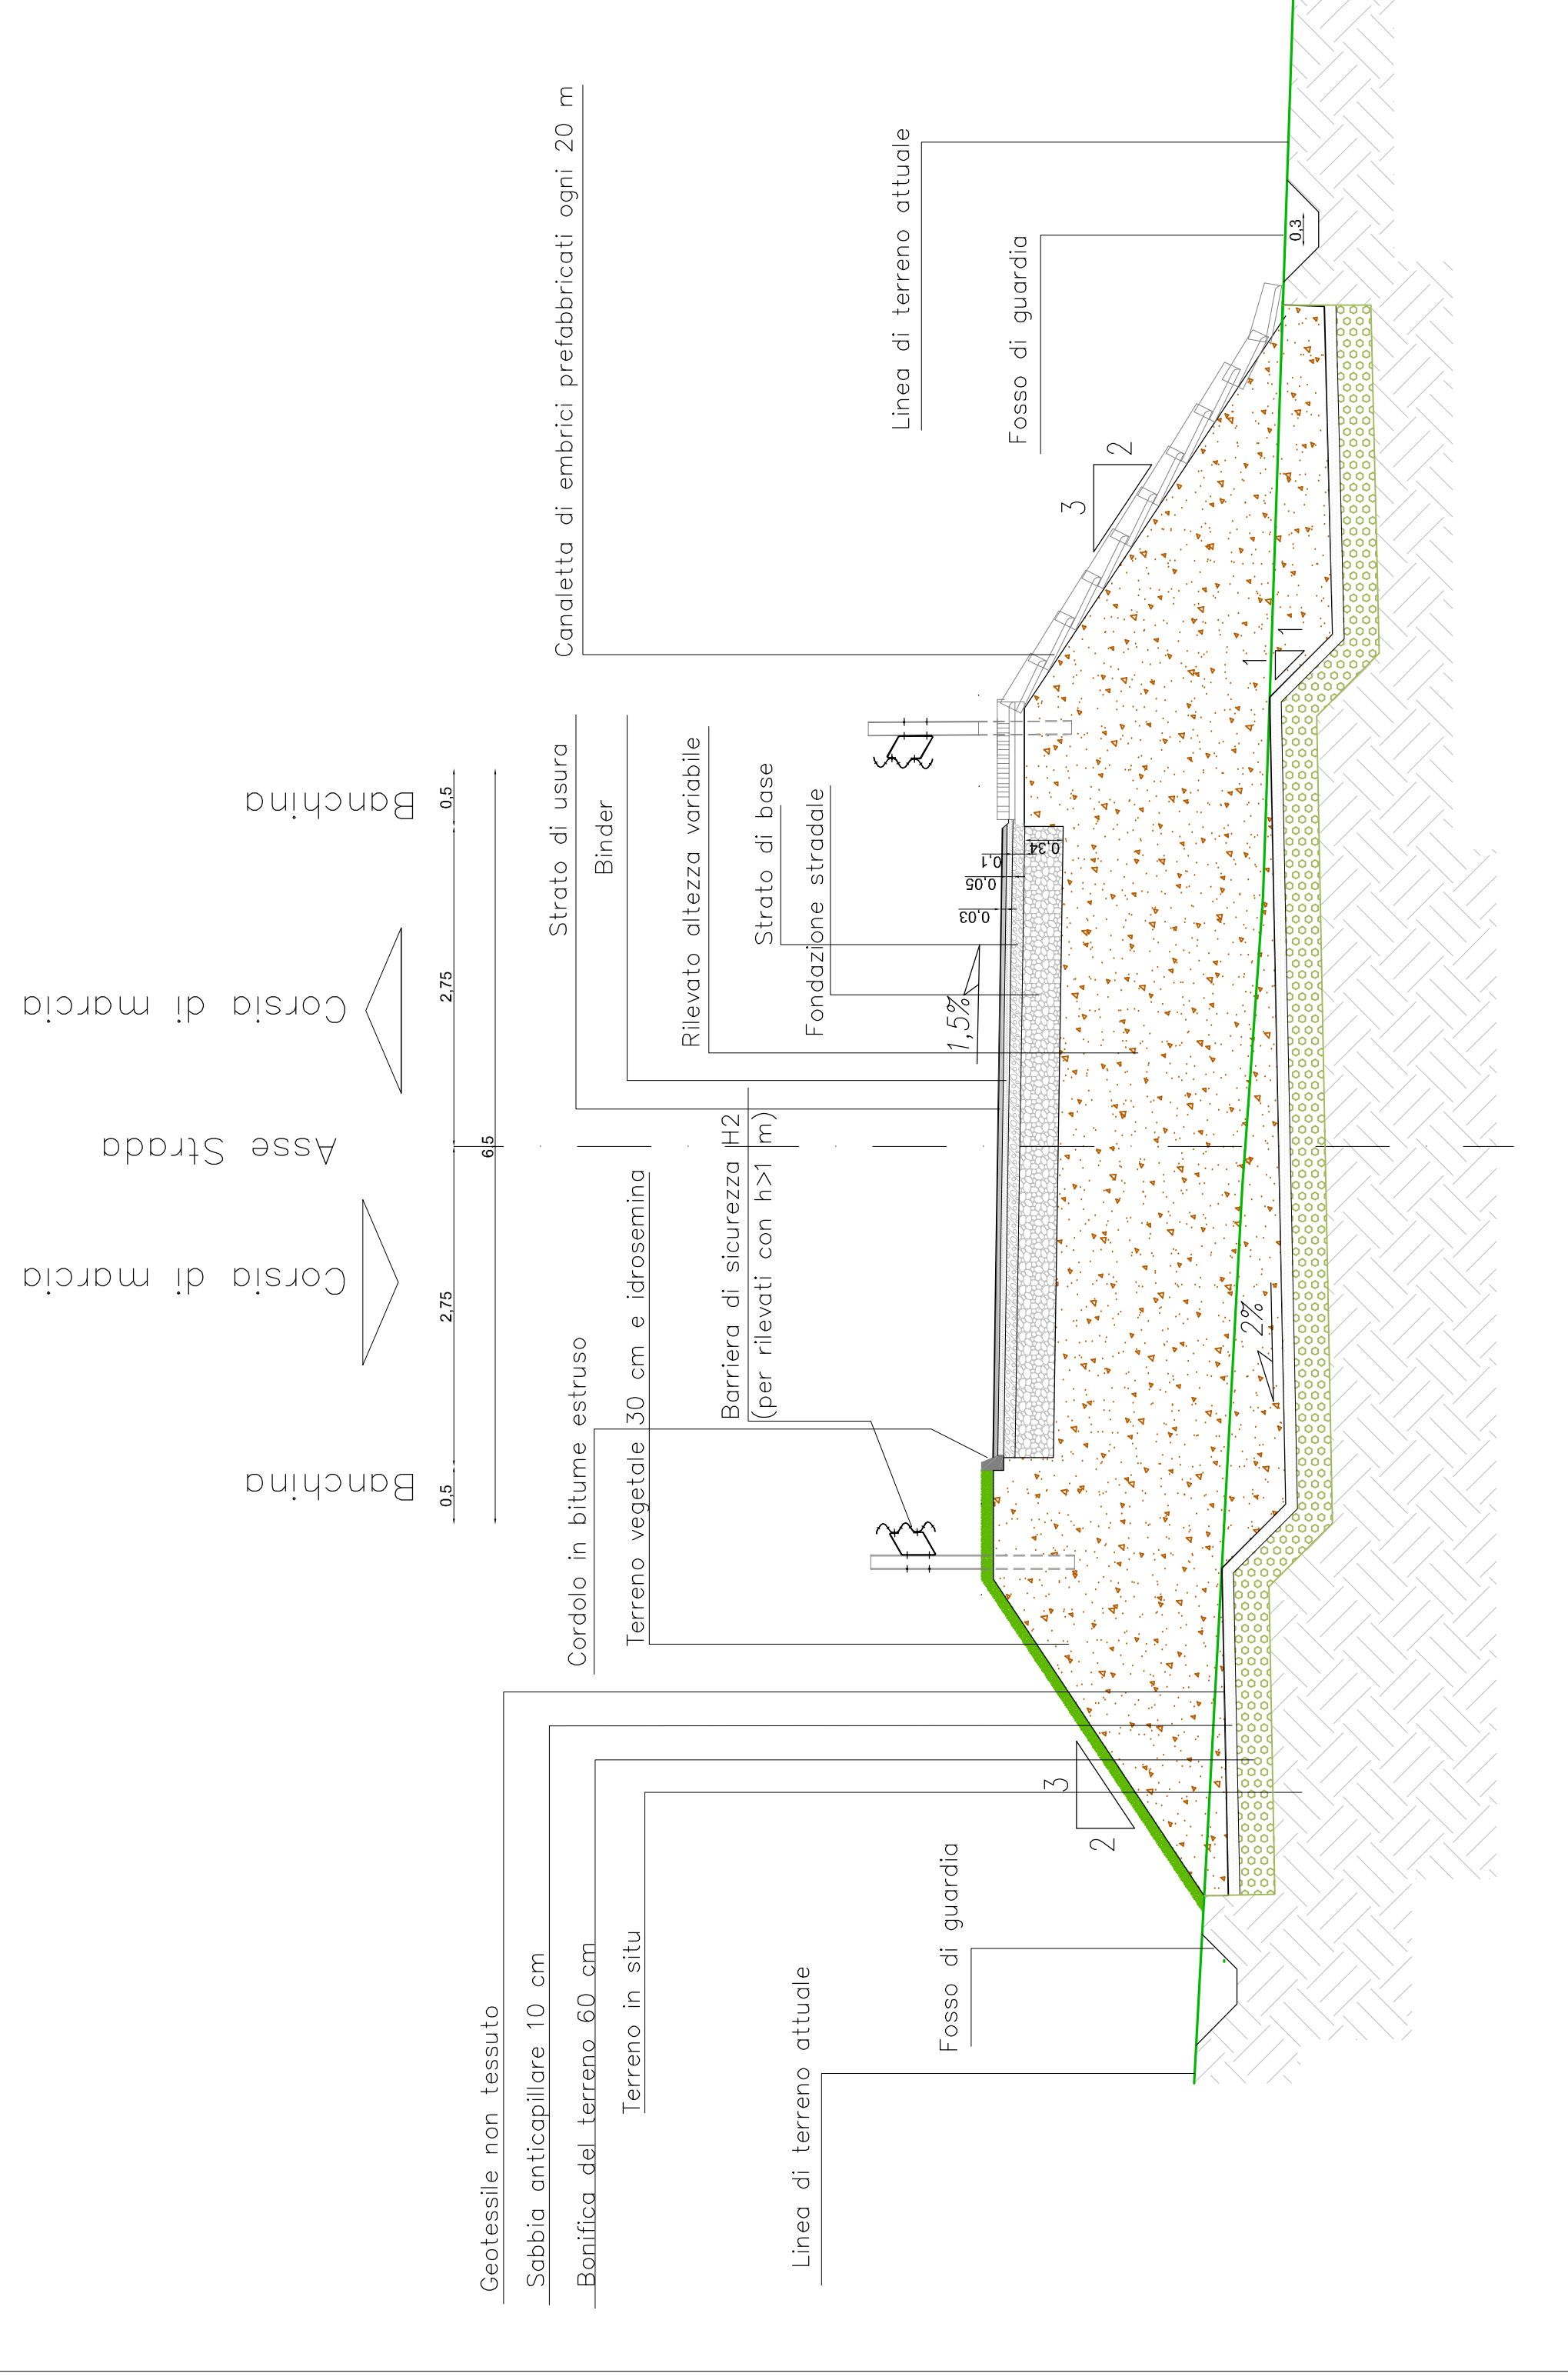 Banchina
Corsia di marcia
Asse Strada
Corsia di marcia
Banchina
0,5
2,75
2,75
0,5
6,5
Geotessile non tessuto
Sabbia anticapillare 10 cm
Bonifica del terreno 60 cm
Terreno in situ
Linea di terreno attuale
Fosso di guardia
Cordolo in bitume estruso
Terreno vegetale 30 cm e idrosemina
Barriera di sicurezza H2
(per rilevati con h>1 m)
Strato di usura
Binder
Rilevato altezza variabile
Strato di base
Fondazione stradale
Canaletta di embrici prefabbricati ogni 20 m
Linea di terreno attuale
Fosso di guardia
1,5%
0,03
0,05
0,1
0,34
3
2
3
2
2%
1
1
0,3